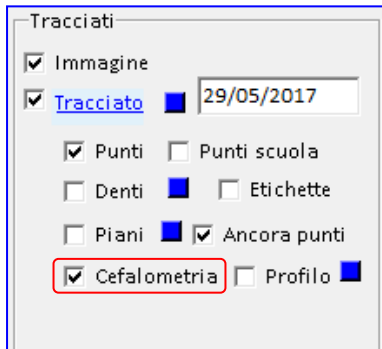 Tracciati
Immagine
Tracciato 29/05/2017
Punti Punti scuola
Denti Etichette
Piani Ancora punti
Cefalometria Profilo